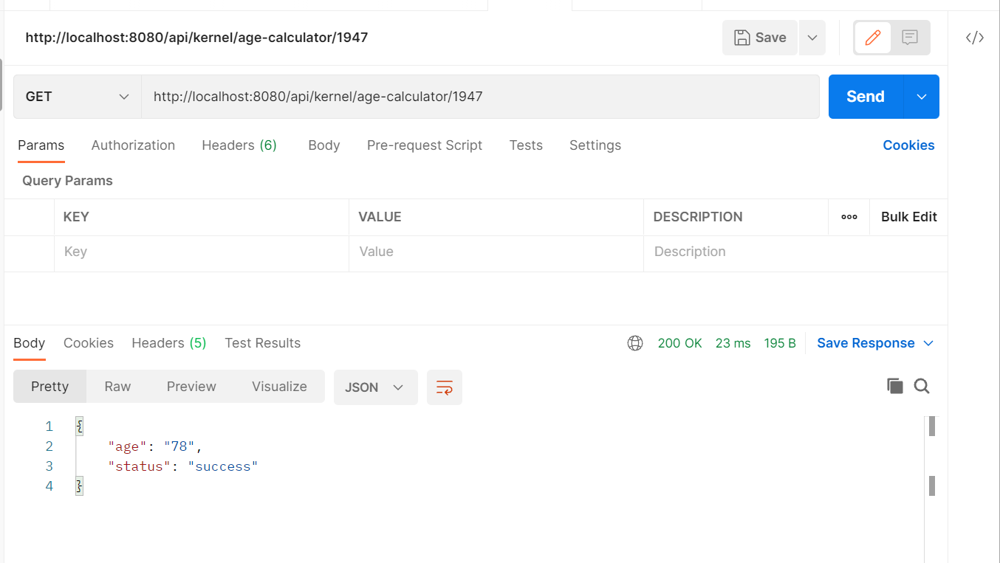 http://localhost:8080/api/kernel/age-calculator/1947 Save
GET http://localhost:8080/api/kernel/age-calculator/1947 Send
Params Authorization Headers (6) Body Pre-request Script Tests Settings Cookies
Query Params
KEY VALUE DESCRIPTION Bulk Edit
Key Value Description
Body Cookies Headers (5) Test Results 200 OK 23 ms 195 B Save Response
Pretty Raw Preview Visualize JSON
1 {
2 "age": "78",
3 "status": "success"
4 }